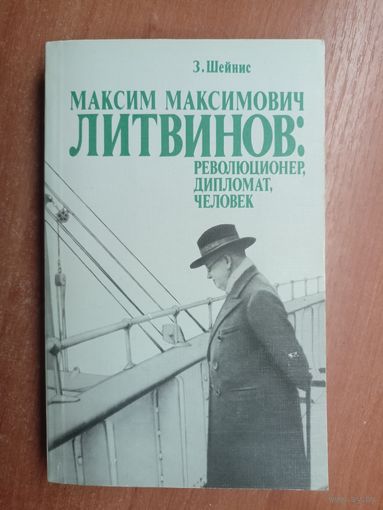 З. Шейнис
МАКСИМ МАКСИМОВИЧ
ЛИТВИНОВ:
РЕВОЛЮЦИОНЕР,
ДИПЛОМАТ,
ЧЕЛОВЕК